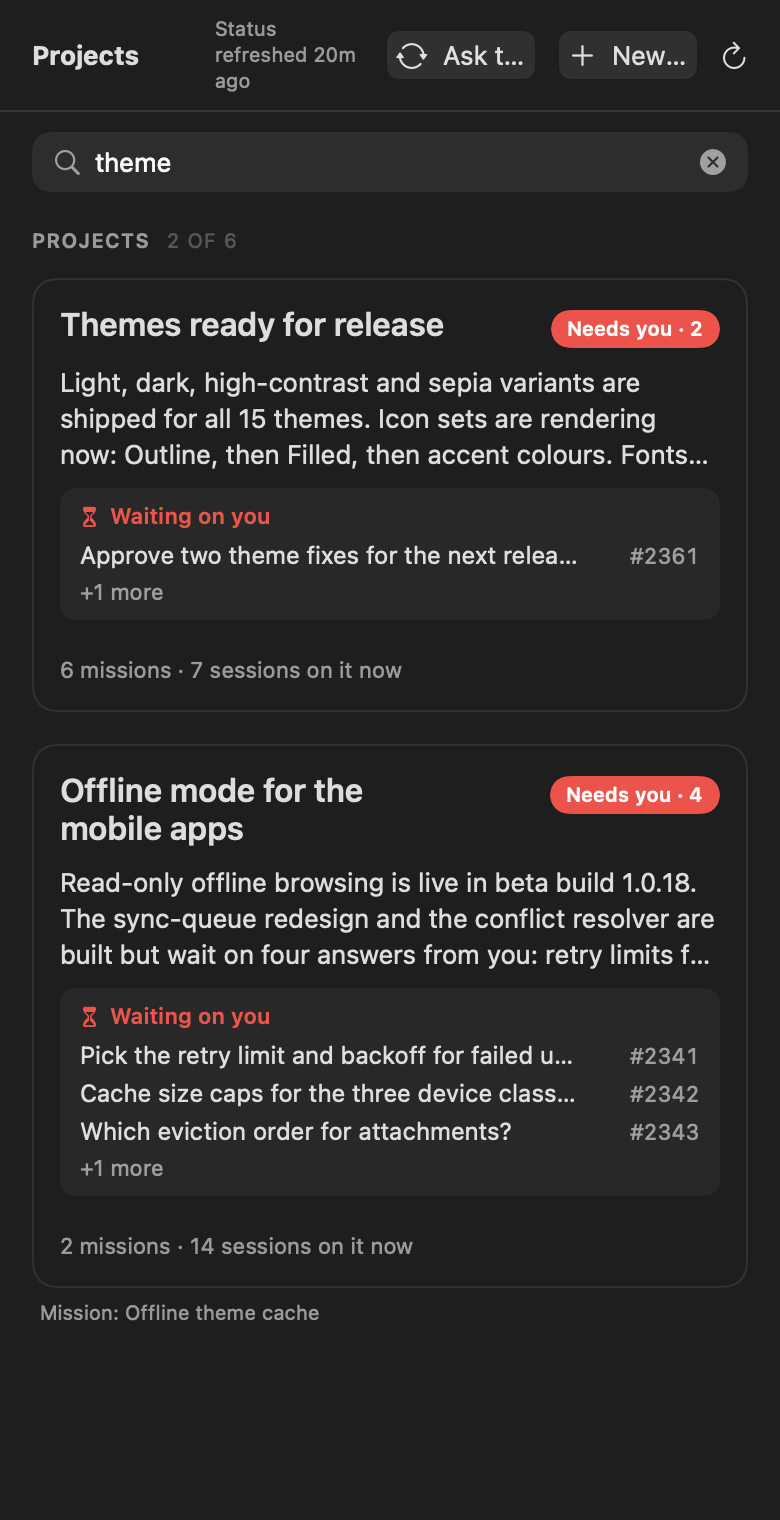 Projects
Status
refreshed 20m
ago
Ask t...
New...
theme
PROJECTS 2 OF 6
Themes ready for release
Needs you · 2
Light, dark, high-contrast and sepia variants are
shipped for all 15 themes. Icon sets are rendering
now: Outline, then Filled, then accent colours. Fonts...
Waiting on you
Approve two theme fixes for the next relea... #2361
+1 more
6 missions · 7 sessions on it now
Offline mode for the
mobile apps
Needs you · 4
Read-only offline browsing is live in beta build 1.0.18.
The sync-queue redesign and the conflict resolver are
built but wait on four answers from you: retry limits f...
Waiting on you
Pick the retry limit and backoff for failed u... #2341
Cache size caps for the three device class... #2342
Which eviction order for attachments? #2343
+1 more
2 missions · 14 sessions on it now
Mission: Offline theme cache